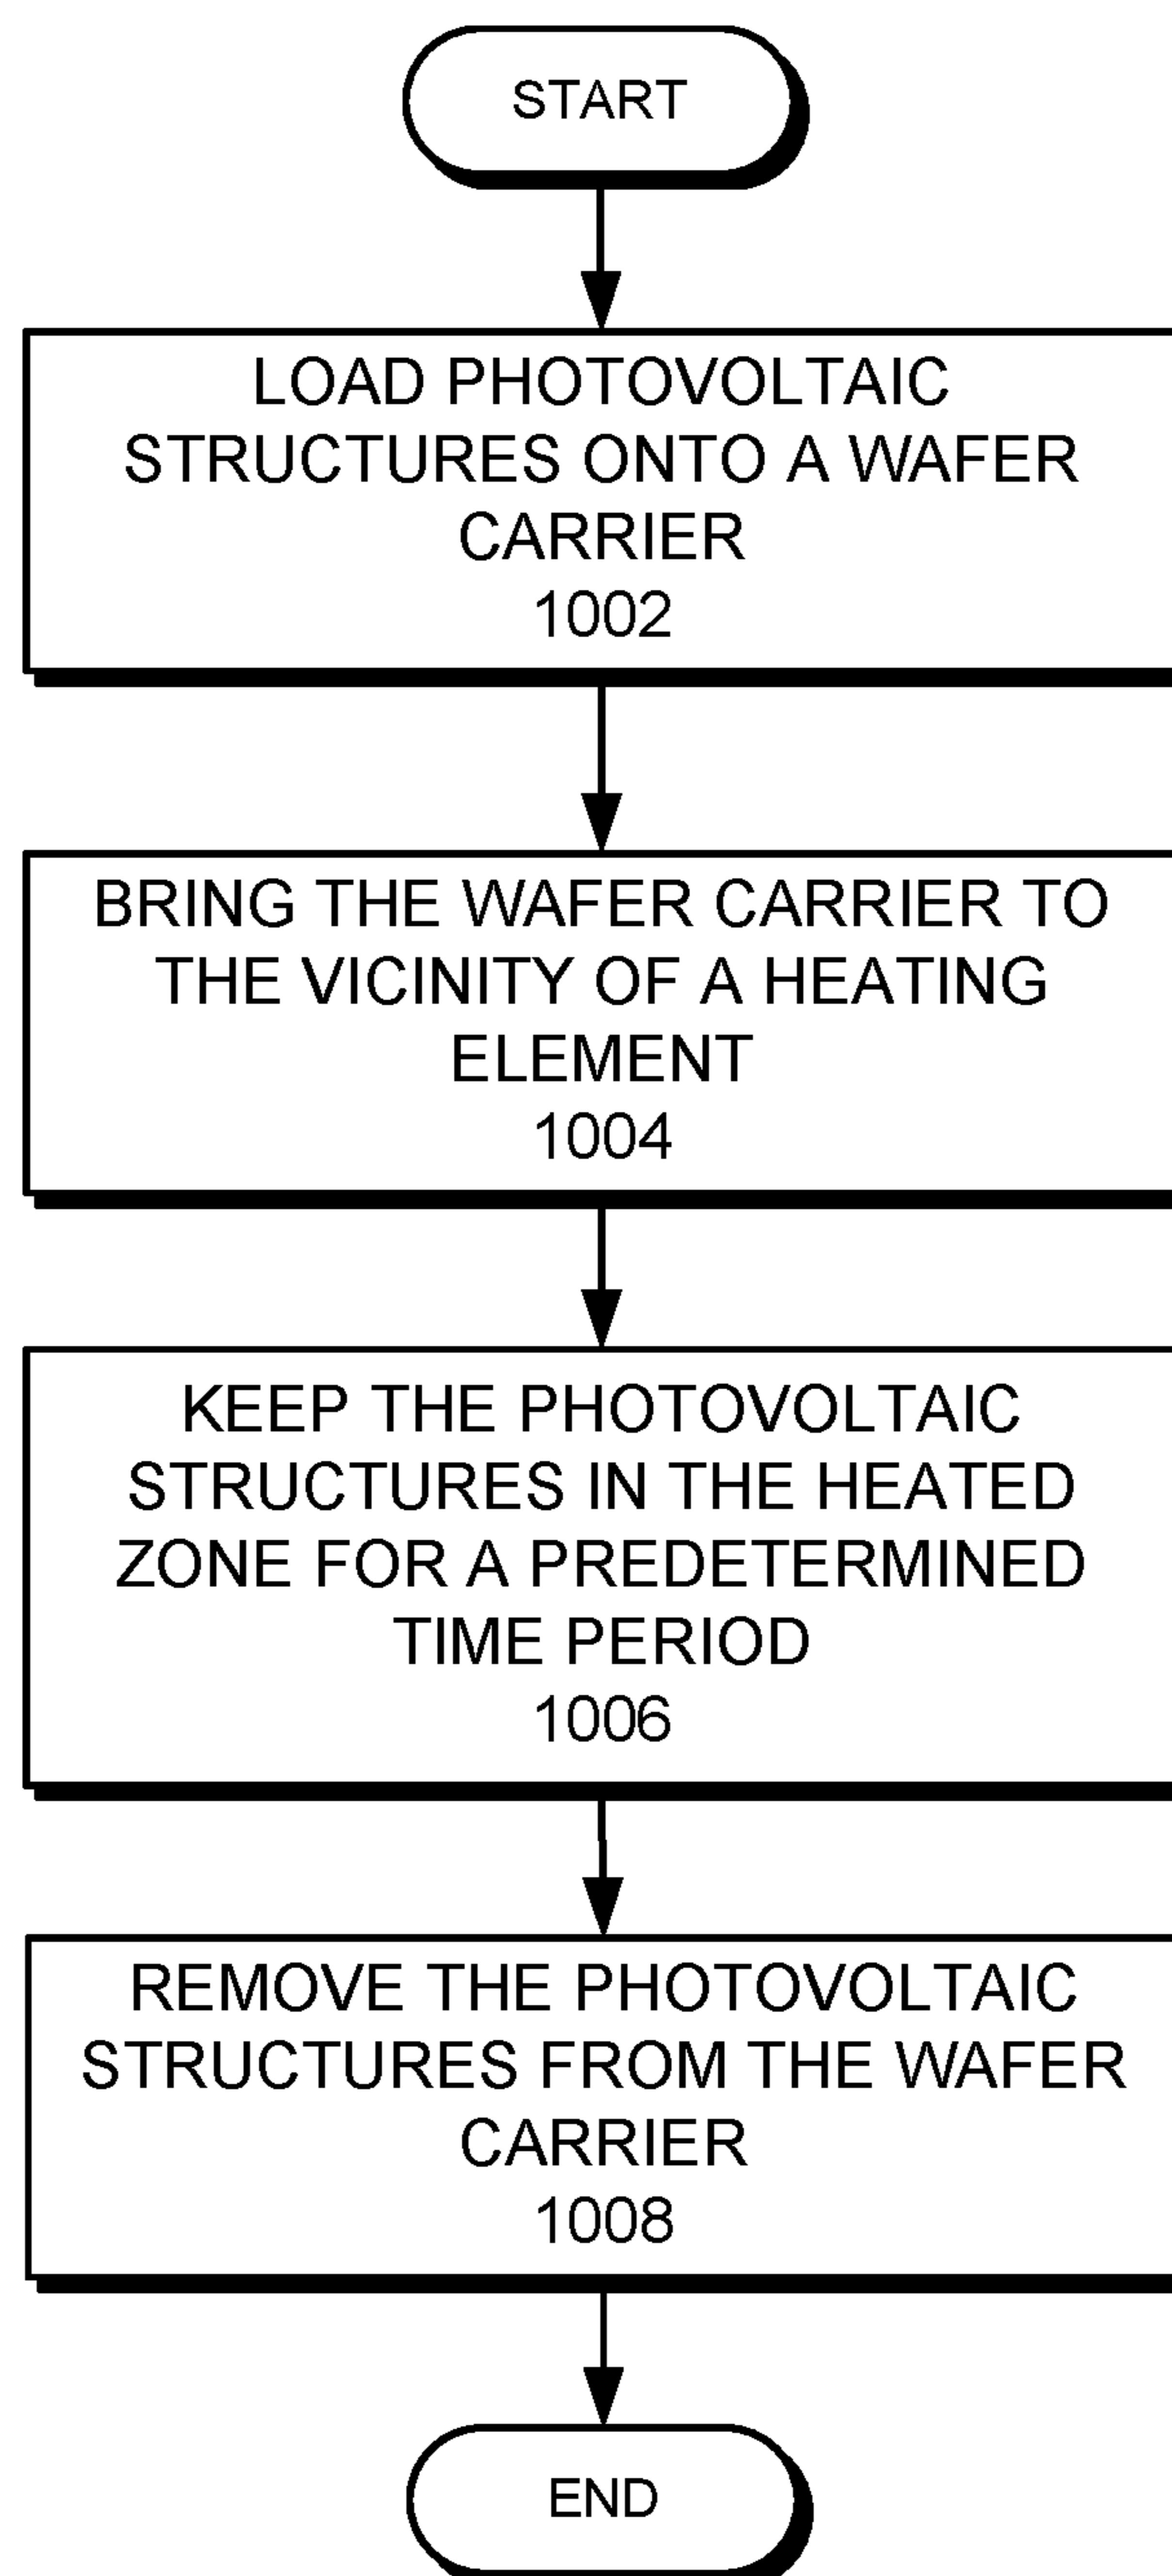 START
LOAD PHOTOVOLTAIC
STRUCTURES ONTO A WAFER
CARRIER
1002
BRING THE WAFER CARRIER TO
THE VICINITY OF A HEATING
ELEMENT
1004
KEEP THE PHOTOVOLTAIC
STRUCTURES IN THE HEATED
ZONE FOR A PREDETERMINED
TIME PERIOD
1006
REMOVE THE PHOTOVOLTAIC
STRUCTURES FROM THE WAFER
CARRIER
1008
END